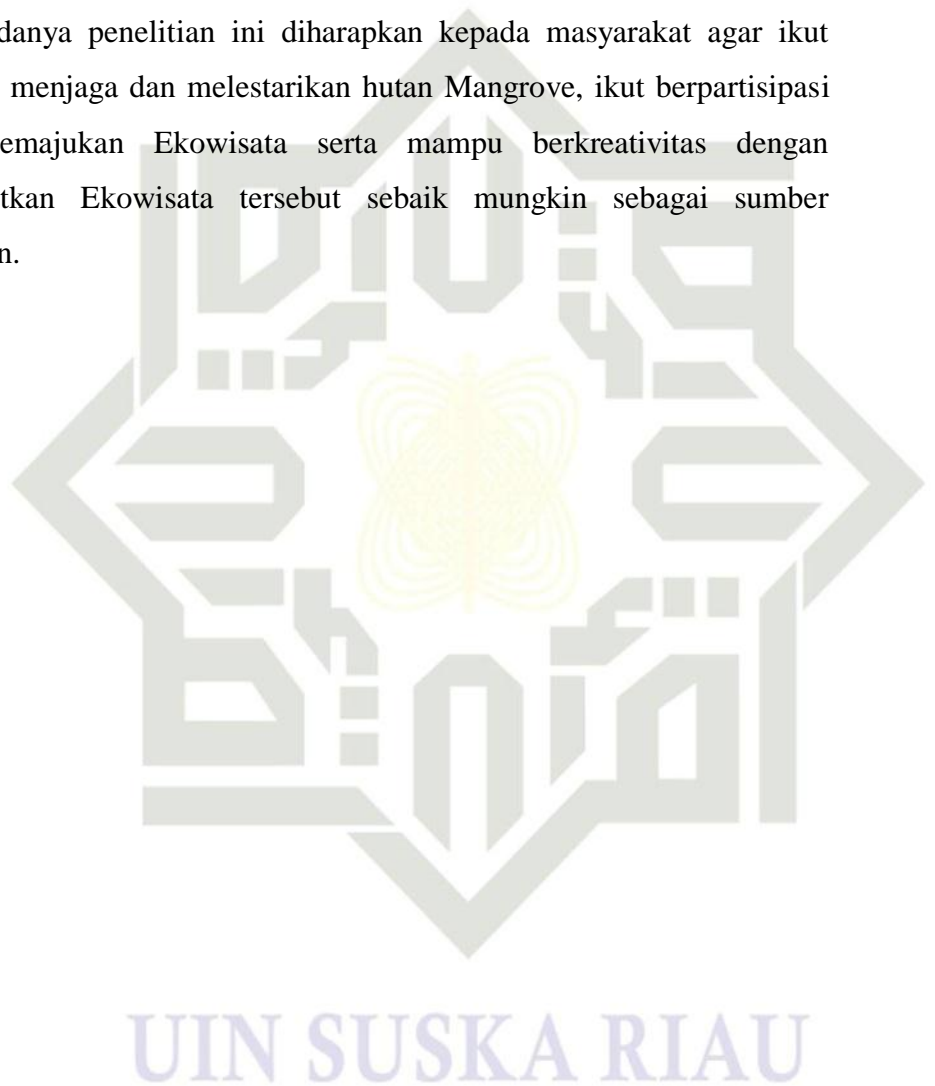 danya penelitian ini diharapkan kepada masyarakat agar ikut
menjaga dan melestarikan hutan Mangrove, ikut berpartisipasi
emajukan Ekowisata serta mampu berkreativitas dengan
tkan Ekowisata tersebut sebaik mungkin sebagai sumber
n.
UIN SUSKA RIAU